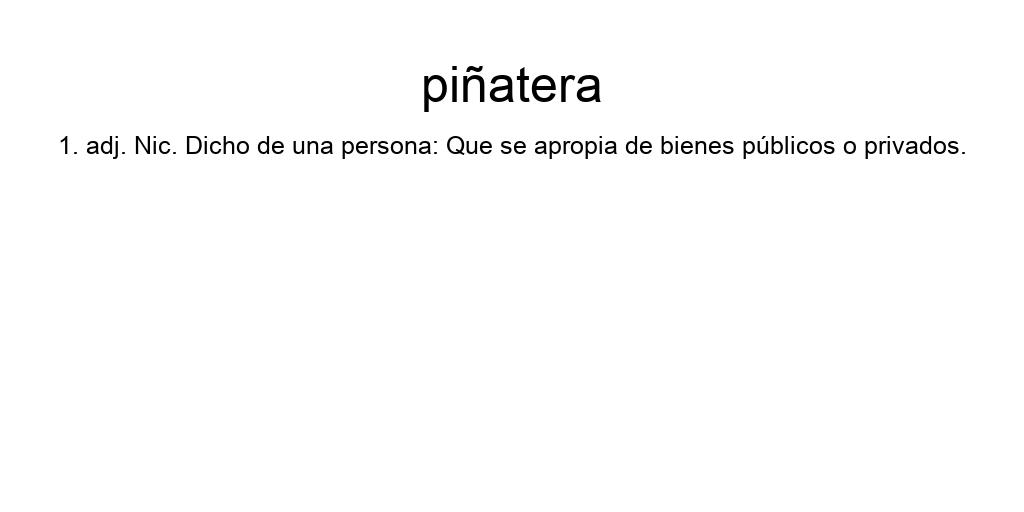 piñatera
1. adj. Nic. Dicho de una persona: Que se apropia de bienes públicos o privados.